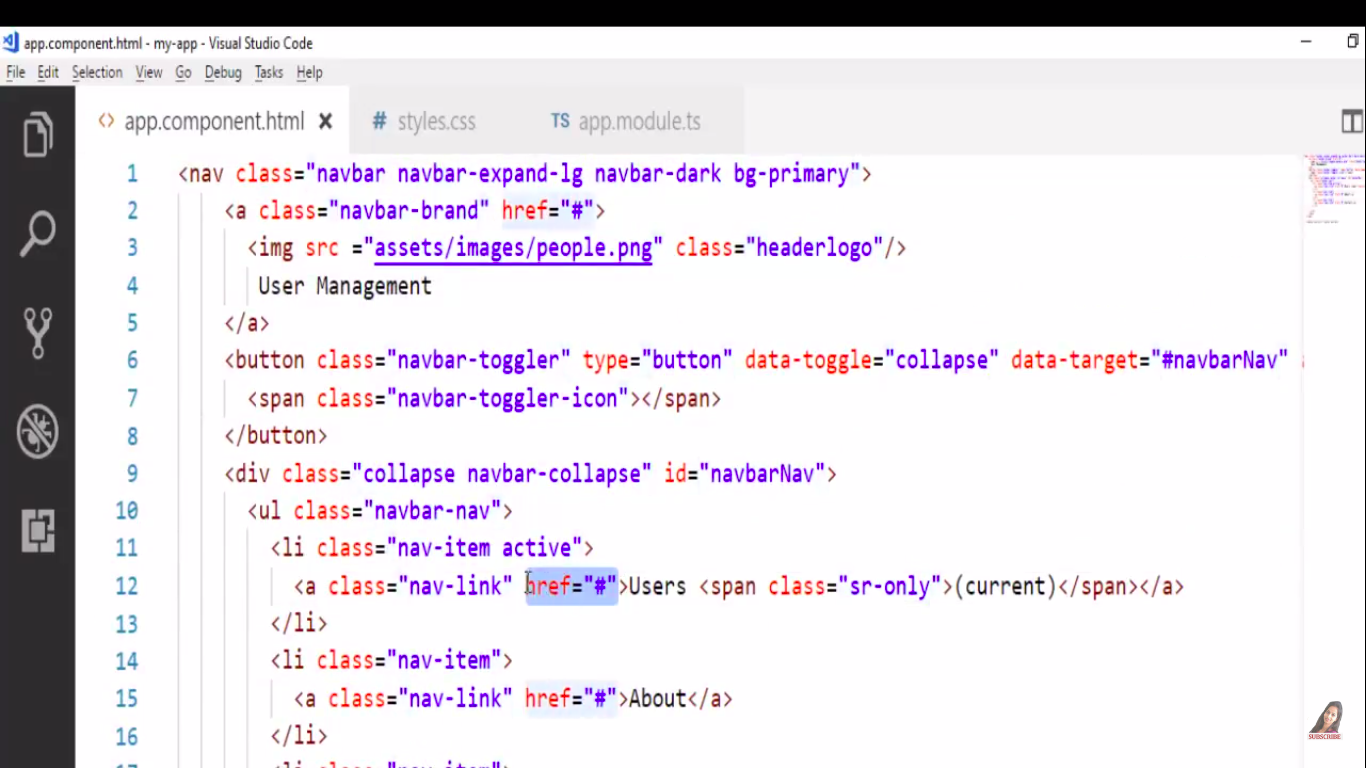 app.component.html - my-app - Visual Studio Code
File Edit Selection View Go Debug Tasks Help
<> app.component.html × # styles.css TS app.module.ts
1 <nav class="navbar navbar-expand-lg navbar-dark bg-primary">
2 <a class="navbar-brand" href="#">
3 <img src ="assets/images/people.png" class="headerlogo"/>
4 User Management
5 </a>
6 <button class="navbar-toggler" type="button" data-toggle="collapse" data-target="#navbarNav"
7 <span class="navbar-toggler-icon"></span>
8 </button>
9 <div class="collapse navbar-collapse" id="navbarNav">
10 <ul class="navbar-nav">
11 <li class="nav-item active">
12 <a class="nav-link" href="#">Users <span class="sr-only">(current)</span></a>
13 </li>
14 <li class="nav-item">
15 <a class="nav-link" href="#">About</a>
16 </li>
17 <li class="nav-item">
SUBSCRIBE